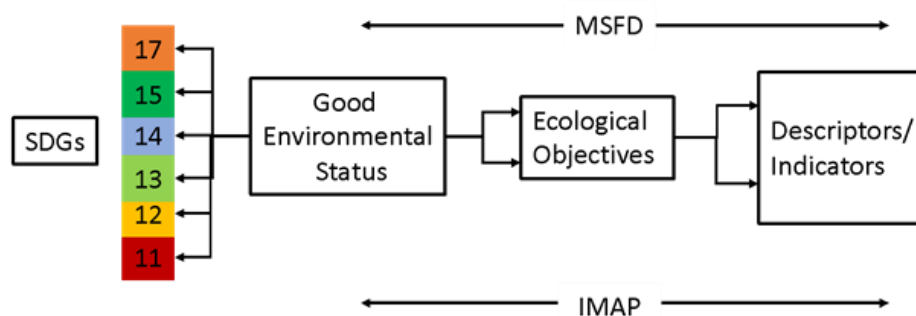 MSFD
SDGs
17
15
14
13
12
11
Good
Environmental
Status
Ecological
Objectives
Descriptors/
Indicators
IMAP